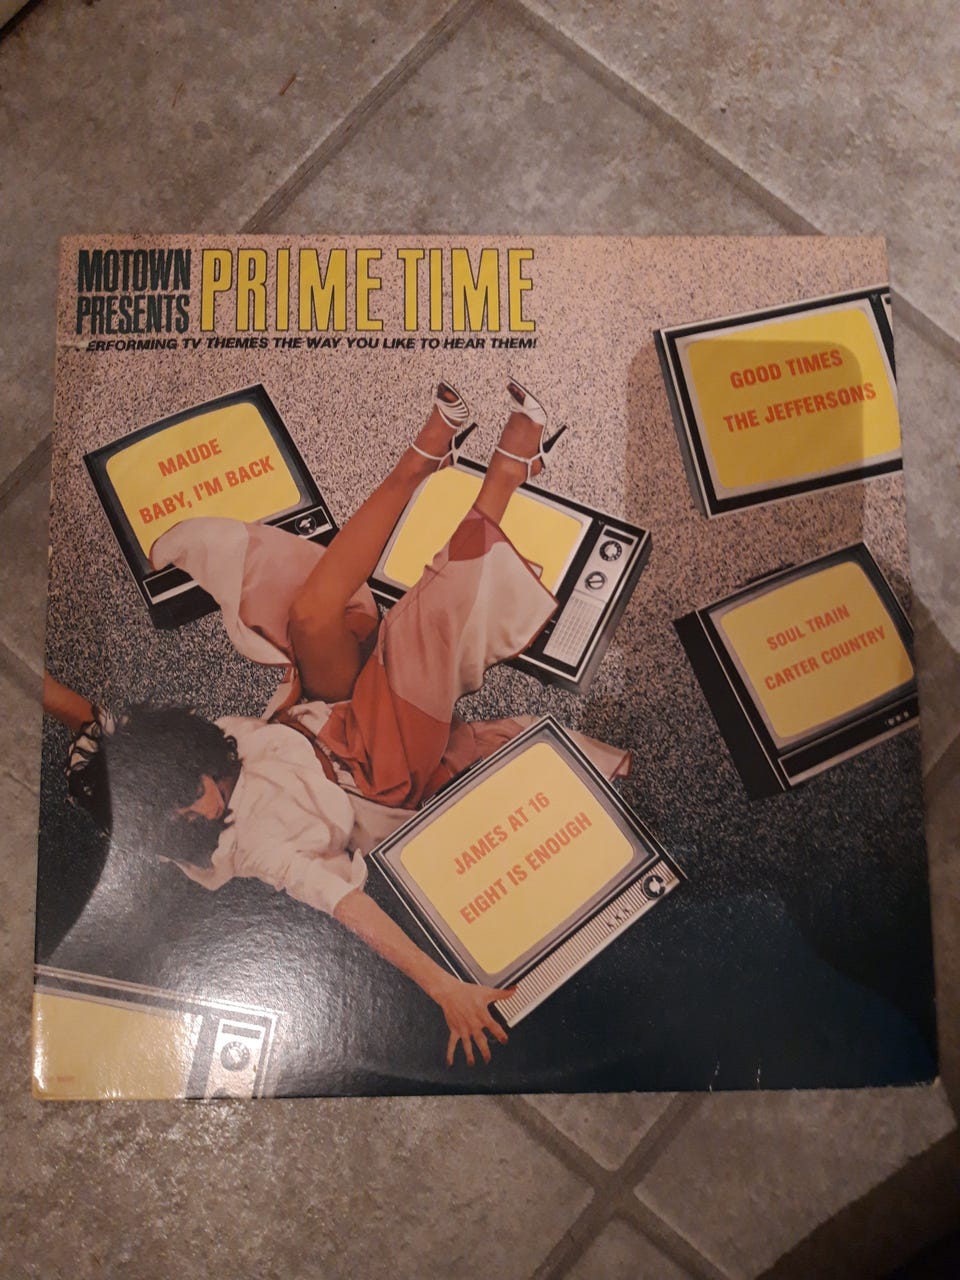 MOTOWN
PRESENTS
PRIME TIME
ERFORMING TV THEMES THE WAY YOU LIKE TO HEAR THEM!
GOOD TIMES
THE JEFFERSONS
MAUDE
BABY, I'M BACK
SOUL TRAIN
CARTER COUNTRY
JAMES AT 16
EIGHT IS ENOUGH